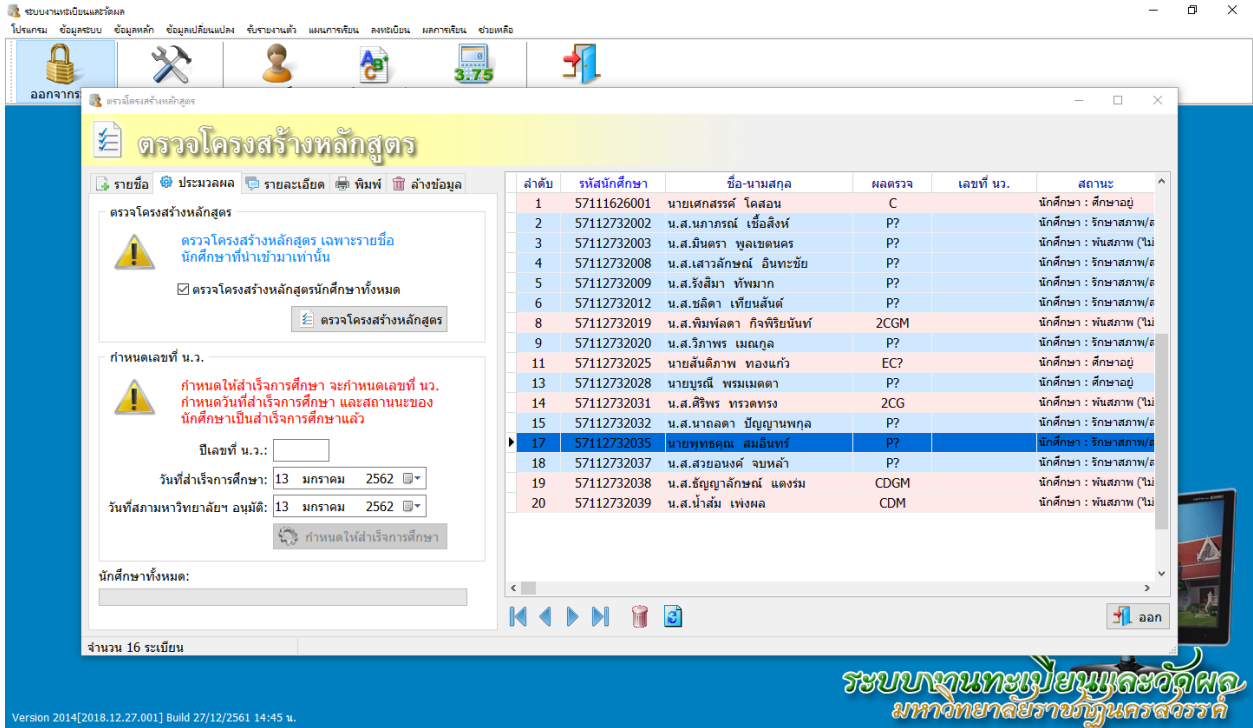 ระบบงานทะเบียนและวัดผล
โปรแกรม ข้อมูลระบบ ข้อมูลหลัก ข้อมูลเปลี่ยนแปลง รับรายงานตัว แผนการเรียน ลงทะเบียน ผลการเรียน ช่วยเหลือ
3.75
ออกจากร
ตรวจโครงสร้างหลักสูตร
ตรวจโครงสร้างหลักสูตร
รายชื่อ ประมวลผล รายละเอียด พิมพ์ ล้างข้อมูล
ตรวจโครงสร้างหลักสูตร
ตรวจโครงสร้างหลักสูตร เฉพาะรายชื่อ
นักศึกษาที่นำเข้ามาเท่านั้น
ตรวจโครงสร้างหลักสูตรนักศึกษาทั้งหมด
ตรวจโครงสร้างหลักสูตร
กำหนดเลขที่ น.ว.
กำหนดให้สำเร็จการศึกษา จะกำหนดเลขที่ นว.
กำหนดวันที่สำเร็จการศึกษา และสถานนะของ
นักศึกษาเป็นสำเร็จการศึกษาแล้ว
ปีเลขที่ น.ว.:
วันที่สำเร็จการศึกษา: 13 มกราคม 2562
วันที่สภามหาวิทยาลัยฯ อนุมัติ: 13 มกราคม 2562
กำหนดให้สำเร็จการศึกษา
นักศึกษาทั้งหมด:
ลำดับ รหัสนักศึกษา ชื่อ-นามสกุล ผลตรวจ เลขที่ นว. สถานะ
1 57111626001 นายเศกสรรค์ โคสอน C นักศึกษา : ศึกษาอยู่
2 57112732002 น.ส.นภาภรณ์ เชื้อสิงห์ P? นักศึกษา : รักษาสภาพ/ล
3 57112732003 น.ส.มินตรา พูลเขตนคร P? นักศึกษา : พ้นสภาพ (ไม่
4 57112732008 น.ส.เสาวลักษณ์ อินทะชัย P? นักศึกษา : รักษาสภาพ/ล
5 57112732009 น.ส.รังสิมา ทัพมาก P? นักศึกษา : รักษาสภาพ/ล
6 57112732012 น.ส.ชลิดา เทียนสันต์ P? นักศึกษา : รักษาสภาพ/ล
8 57112732019 น.ส.พิมพ์ลดา กิจพิริยนันท์ 2CGM นักศึกษา : พ้นสภาพ (ไม่
9 57112732020 น.ส.วิภาพร เมณกูล P? นักศึกษา : รักษาสภาพ/ล
11 57112732025 นายสันติภาพ ทองแก้ว EC? นักศึกษา : ศึกษาอยู่
13 57112732028 นายบูรณี พรมเมตตา P? นักศึกษา : ศึกษาอยู่
14 57112732031 น.ส.ศิริพร ทรวดทรง 2CG นักศึกษา : พ้นสภาพ (ไม่
15 57112732032 น.ส.นาถลดา ปัญญานพกุล P? นักศึกษา : รักษาสภาพ/ล
17 57112732035 นายพุทธคุณ สมอินทร์ P? นักศึกษา : รักษาสภาพ/ล
18 57112732037 น.ส.สวยอนงค์ จบหล้า P? นักศึกษา : รักษาสภาพ/ล
19 57112732038 น.ส.ธัญญาลักษณ์ แตงร่ม CDGM นักศึกษา : พ้นสภาพ (ไม่
20 57112732039 น.ส.น้ำส้ม เพ่งผล CDM นักศึกษา : พ้นสภาพ (ไม่
ออก
จำนวน 16 ระเบียน
ระบบงานทะเบียนและวัดผล
มหาวิทยาลัยราชภัฏนครสวรรค์
Version 2014[2018.12.27.001] Build 27/12/2561 14:45 น.